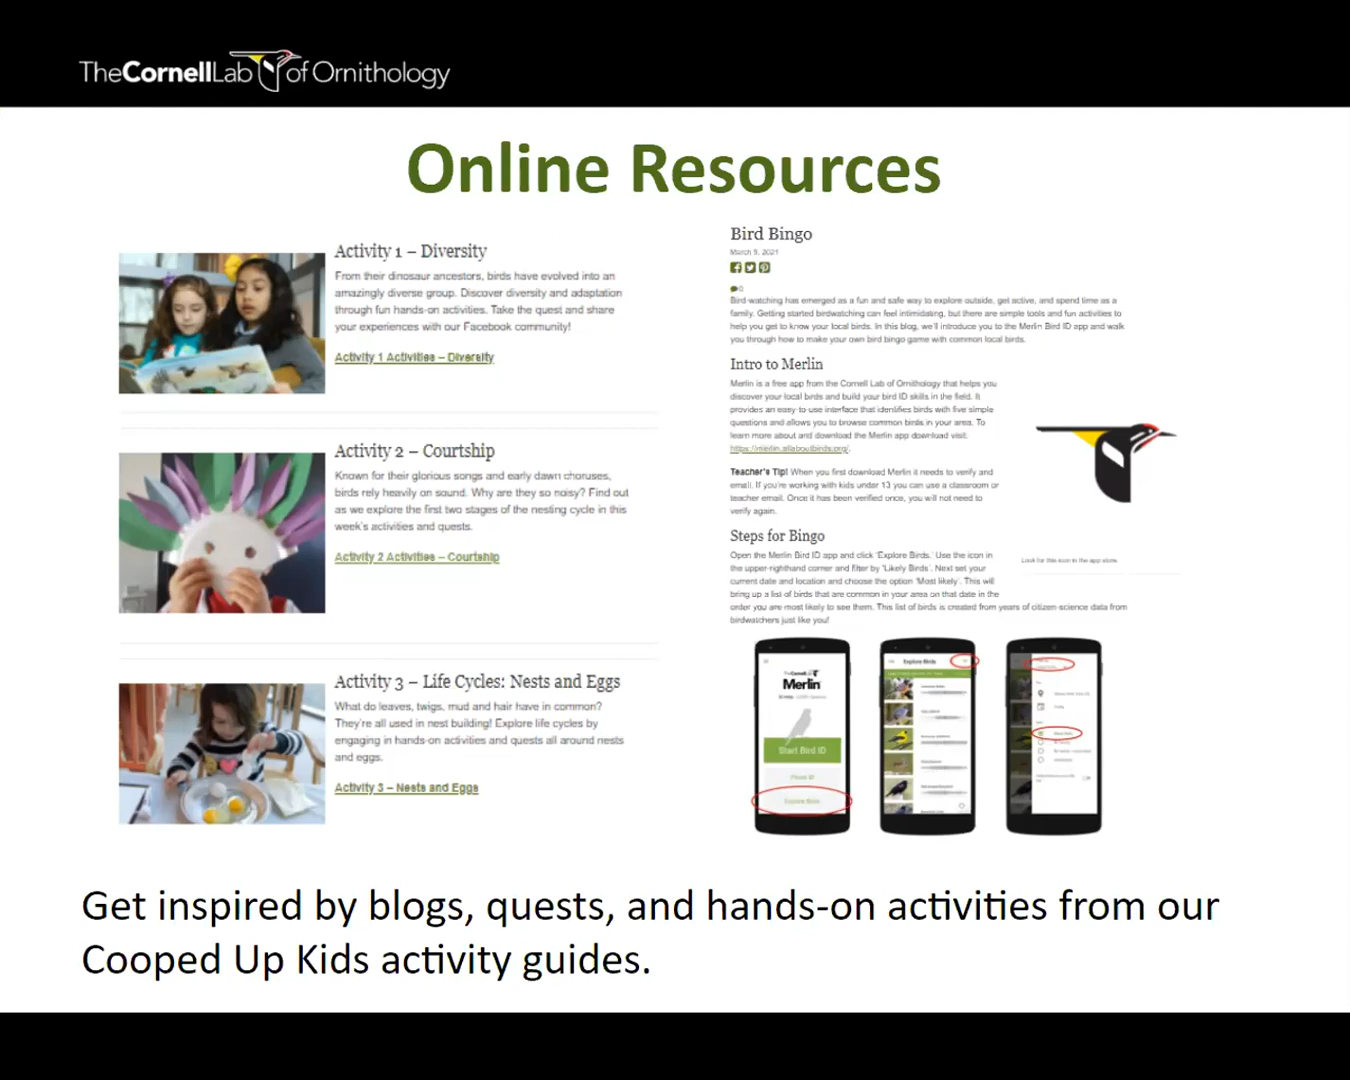 TheCornellLab of Ornithology
Online Resources
Activity 1 – Diversity
From their dinosaur ancestors, birds have evolved into an
amazingly diverse group. Discover diversity and adaptation
through fun hands-on activities. Take the quest and share
your experiences with our Facebook community!
Activity 1 Activities – Diversity
Activity 2 – Courtship
Known for their glorious songs and early dawn choruses,
birds rely heavily on sound. Why are they so noisy? Find out
as we explore the first two stages of the nesting cycle in this
week's activities and quests.
Activity 2 Activities – Courtship
Activity 3 – Life Cycles: Nests and Eggs
What do leaves, twigs, mud and hair have in common?
They're all used in nest building! Explore life cycles by
engaging in hands-on activities and quests all around nests
and eggs.
Activity 3 – Nests and Eggs
Bird Bingo
March 9, 2021
0
Bird-watching has emerged as a fun and safe way to explore outside, get active, and spend time as a
family. Getting started birdwatching can feel intimidating, but there are simple tools and fun activities to
help you get to know your local birds. In this blog, we'll introduce you to the Merlin Bird ID app and walk
you through how to make your own bird bingo game with common local birds.
Intro to Merlin
Merlin is a free app from the Cornell Lab of Ornithology that helps you
discover your local birds and build your bird ID skills in the field. It
provides an easy-to-use interface that identifies birds with five simple
questions and allows you to browse common birds in your area. To
learn more about and download the Merlin app download visit:
https://merlin.allaboutbirds.org/.
Teacher's Tip! When you first download Merlin it needs to verify and
email. If you're working with kids under 13 you can use a classroom or
teacher email. Once it has been verified once, you will not need to
verify again.
Look for this icon in the app store.
Steps for Bingo
Open the Merlin Bird ID app and click 'Explore Birds.' Use the icon in
the upper-righthand corner and filter by 'Likely Birds'. Next set your
current date and location and choose the option 'Most likely'. This will
bring up a list of birds that are common in your area on that date in the
order you are most likely to see them. This list of birds is created from years of citizen-science data from
birdwatchers just like you!
TheCornellLab
Merlin
Start Bird ID
Photo ID
Explore Birds
Explore Birds
Get inspired by blogs, quests, and hands-on activities from our
Cooped Up Kids activity guides.